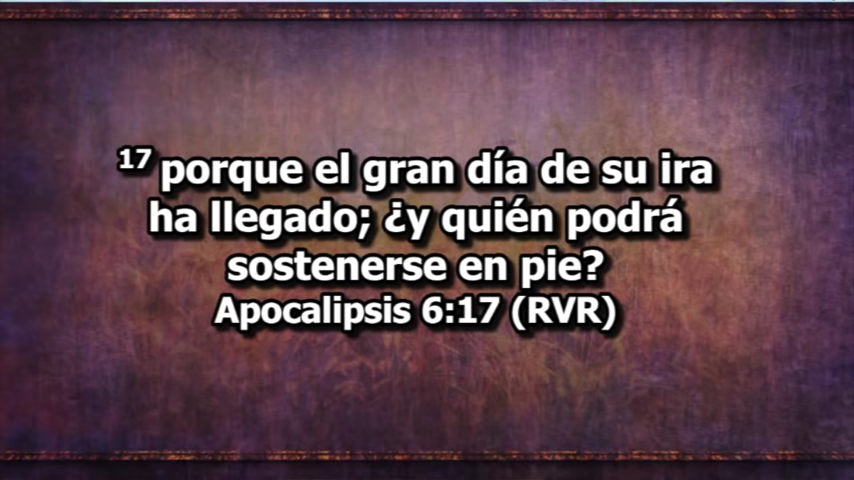 17 porque el gran día de su ira
ha llegado; ¿y quién podrá
sostenerse en pie?
Apocalipsis 6:17 (RVR)